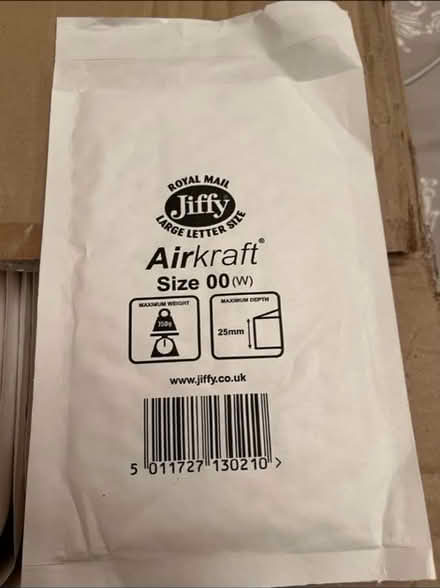 ROYAL MAIL
Jiffy
LARGE LETTER SIZE
Airkraft®
Size 00 (W)
MAXIMUM WEIGHT
750g
MAXIMUM DEPTH
25mm
www.jiffy.co.uk
5 011727 130210 >